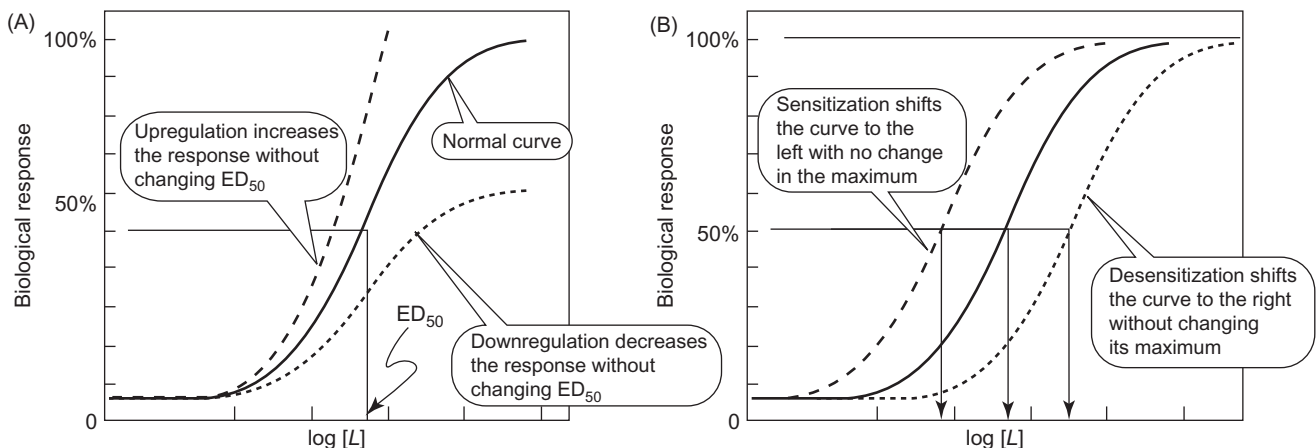 (A)
100%
50%
0
Biological response
Upregulation increases
the response without
changing ED50
Normal curve
ED50
Downregulation decreases
the response without
changing ED50
log [L]
(B)
100%
50%
0
Biological response
Sensitization shifts
the curve to the
left with no change
in the maximum
Desensitization shifts
the curve to the right
without changing
its maximum
log [L]